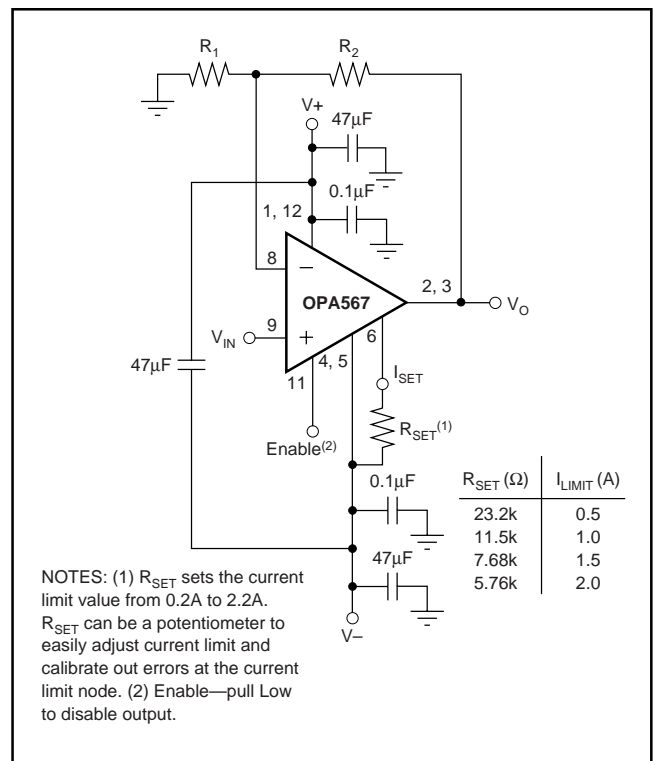 R1
R2
V+
47µF
0.1µF
1, 12
8
–
OPA567
2, 3
VO
VIN
9
+
6
4, 5
47µF
11
ISET
Enable(2)
RSET(1)
0.1µF
RSET (Ω) ILIMIT (A)
23.2k 0.5
11.5k 1.0
7.68k 1.5
5.76k 2.0
47µF
V–
NOTES: (1) RSET sets the current
limit value from 0.2A to 2.2A.
RSET can be a potentiometer to
easily adjust current limit and
calibrate out errors at the current
limit node. (2) Enable—pull Low
to disable output.